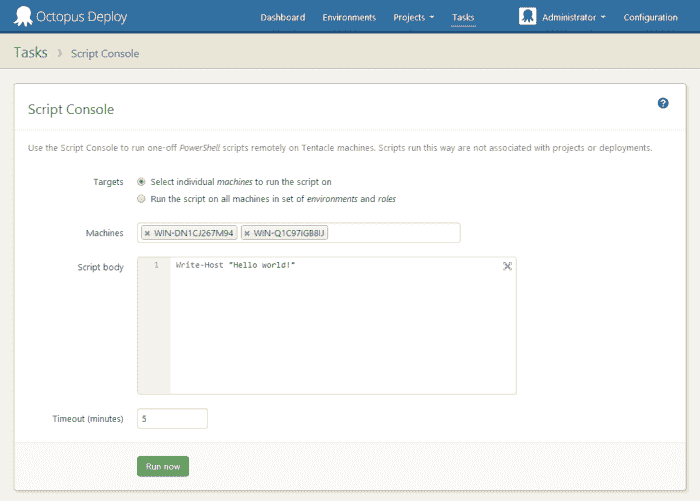 Octopus Deploy Dashboard Environments Projects Tasks Administrator Configuration
Tasks Script Console
Script Console
Use the Script Console to run one-off PowerShell scripts remotely on Tentacle machines. Scripts run this way are not associated with projects or deployments.
Targets Select individual machines to run the script on
Run the script on all machines in set of environments and roles
Machines × WIN-DN1CJ267M94 × WIN-Q1C97IGB8IJ
Script body 1 Write-Host "Hello world!"
Timeout (minutes) 5
Run now